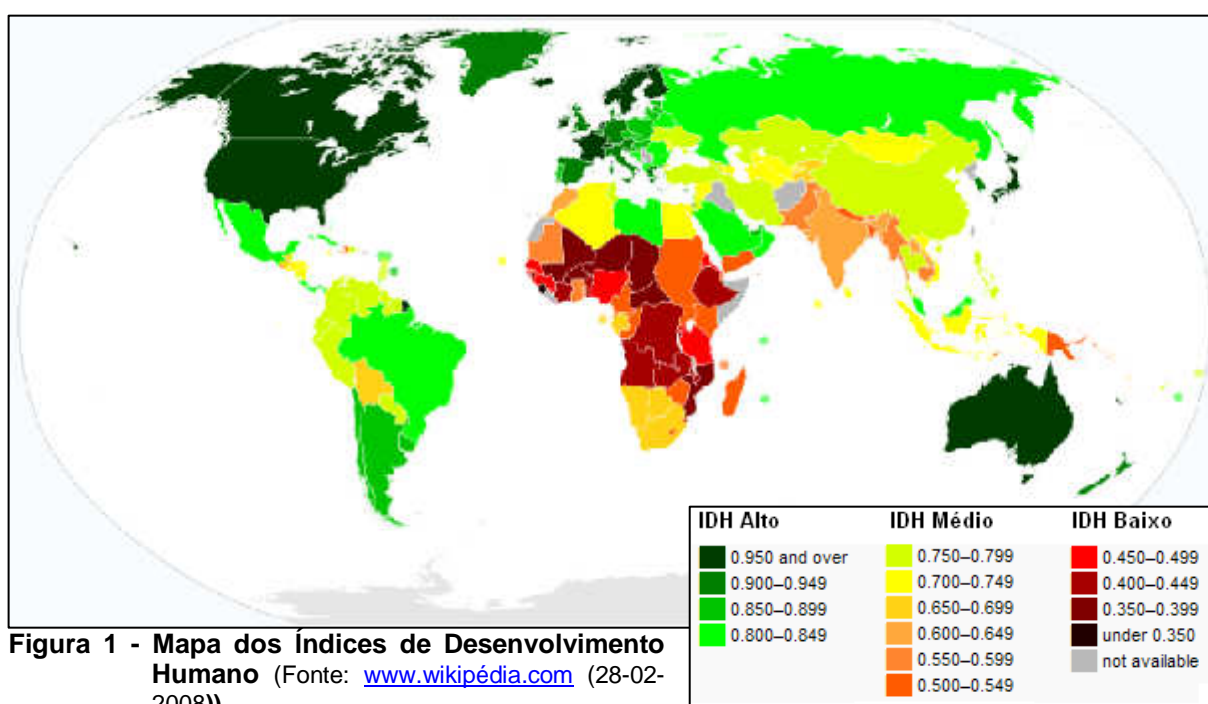 IDH Alto
0.950 and over
0.900–0.949
0.850–0.899
0.800–0.849
IDH Médio
0.750–0.799
0.700–0.749
0.650–0.699
0.600–0.649
0.550–0.599
0.500–0.549
IDH Baixo
0.450–0.499
0.400–0.449
0.350–0.399
under 0.350
not available
Figura 1 - Mapa dos Índices de Desenvolvimento
Humano (Fonte: www.wikipédia.com (28-02-
2008))